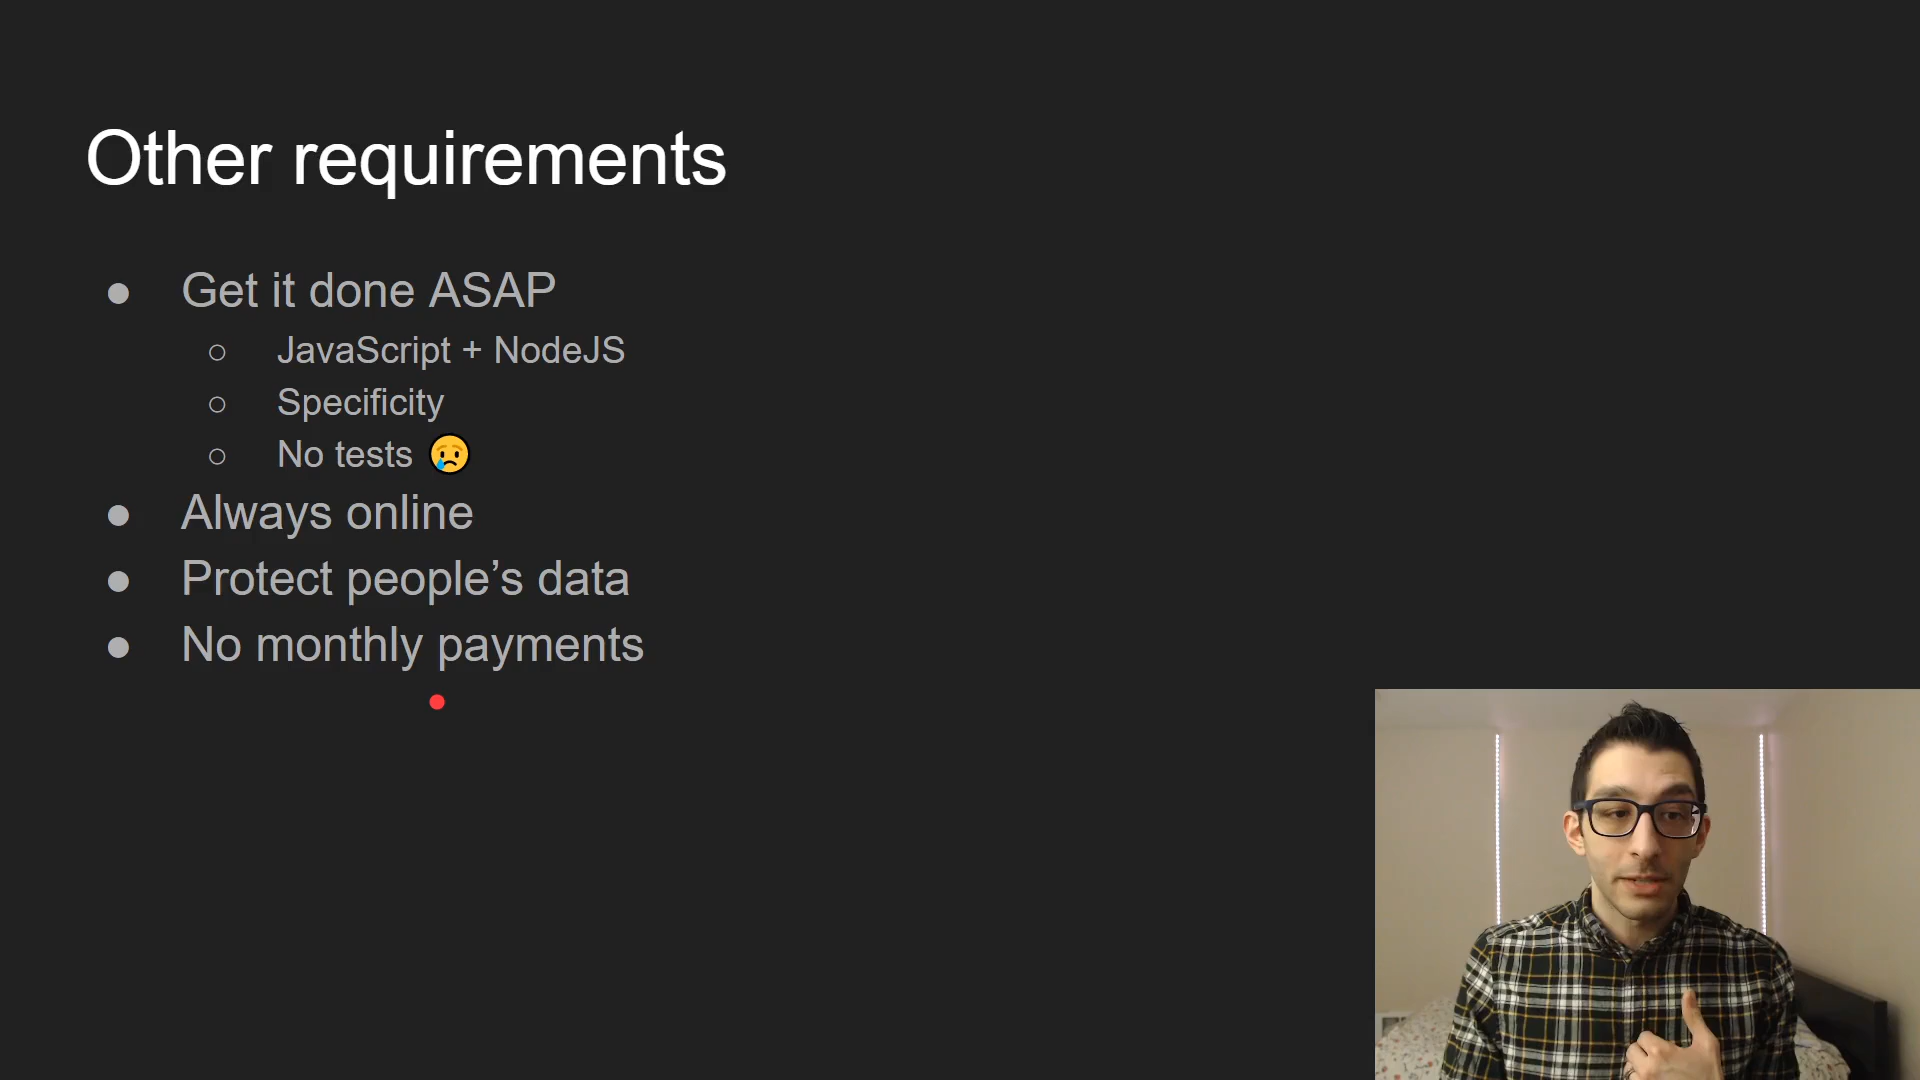 Other requirements
● Get it done ASAP
○ JavaScript + NodeJS
○ Specificity
○ No tests 😢
● Always online
● Protect people’s data
● No monthly payments